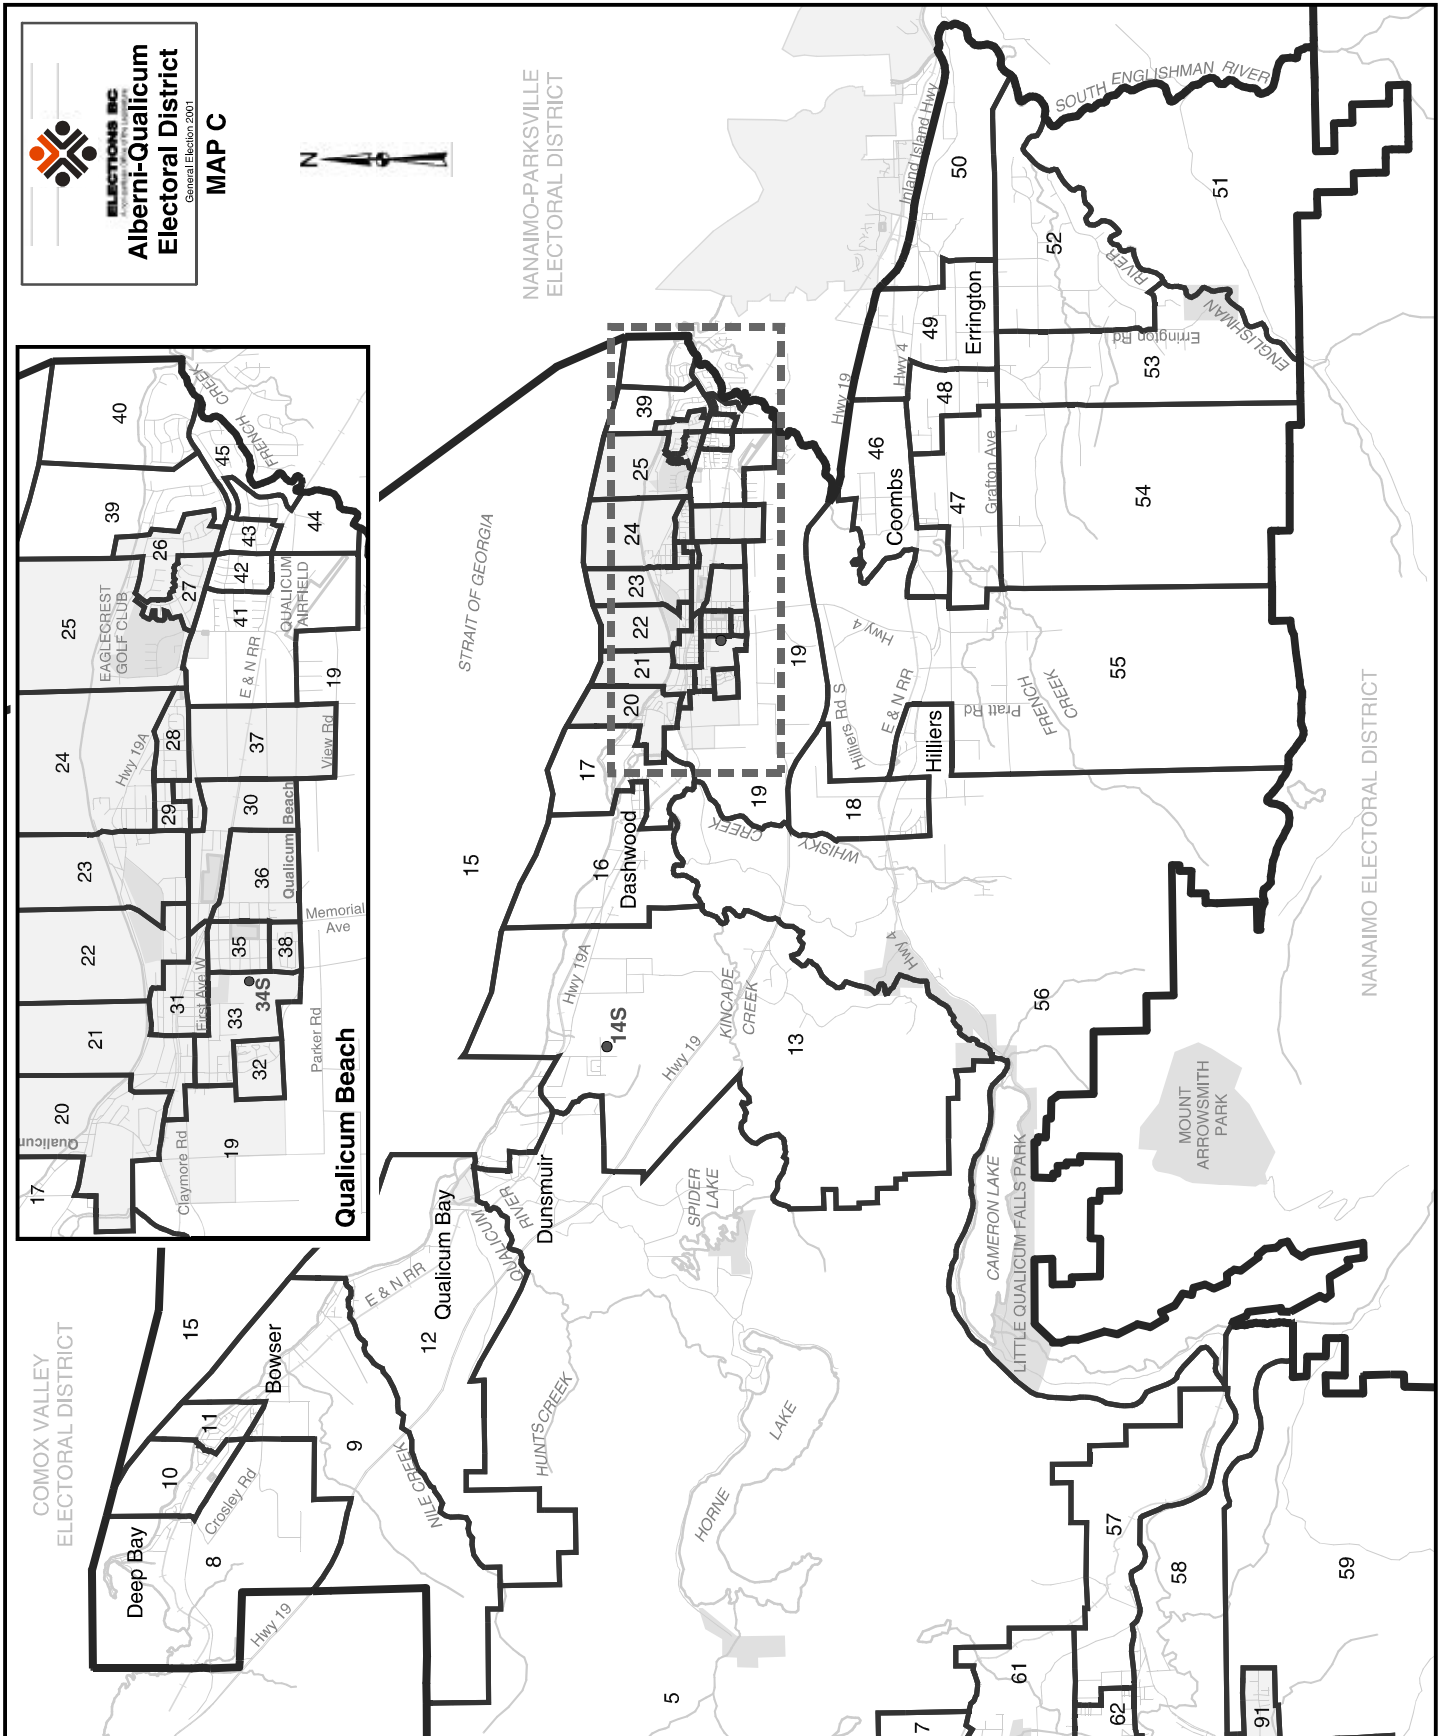 ELECTIONS BC
Alberni-Qualicum
Electoral District
General Election 2001
MAP C
N
NANAIMO-PARKSVILLE
ELECTORAL DISTRICT
COMOX VALLEY
ELECTORAL DISTRICT
NANAIMO ELECTORAL DISTRICT
STRAIT OF GEORGIA
Qualicum Beach
40
39
45
FRENCH
CREEK
44
43
42
41
26
27
25
EAGLECREST
GOLF CLUB
QUALICUM
AIRFIELD
E & N RR
19
24
Hwy 19A
28
37
View Rd
29
30
Qualicum Beach
23
36
22
35
38
Memorial
Ave
34S
31
First Ave W
33
21
32
Parker Rd
20
Qualicum
17
Claymore Rd
19
SOUTH ENGLISHMAN RIVER
Inland Island Hwy
50
51
52
RIVER
ENGLISHMAN
Errington Rd
Errington
49
53
48
Hwy 4
Hwy 19
46
Coombs
47
Grafton Ave
54
39
25
24
23
22
21
20
19
17
Hwy 4
Hilliers Rd S
E & N RR
Hilliers
Pratt Rd
FRENCH
CREEK
55
18
19
WHISKY
CREEK
15
16
Dashwood
Hwy 19A
14S
KINCADE
CREEK
Hwy 19
13
Hwy 4
56
MOUNT
ARROWSMITH
PARK
CAMERON LAKE
LITTLE QUALICUM FALLS PARK
SPIDER
LAKE
Dunsmuir
QUALICUM
RIVER
Qualicum Bay
E & N RR
12
15
Bowser
11
10
9
NILE CREEK
HUNTS CREEK
HORNE
LAKE
Crosley Rd
8
Deep Bay
Hwy 19
5
57
58
59
61
62
7
91